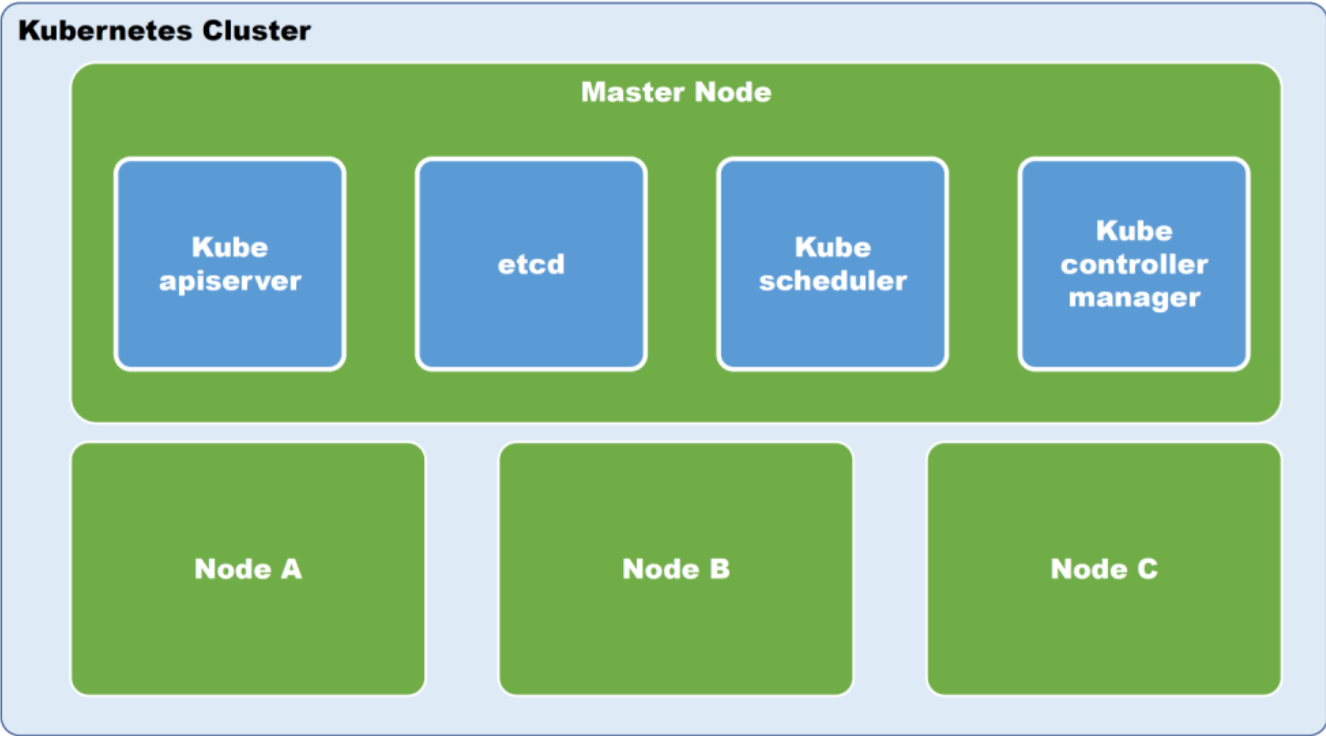 Kubernetes Cluster
Master Node
Kube
apiserver
etcd
Kube
scheduler
Kube
controller
manager
Node A
Node B
Node C